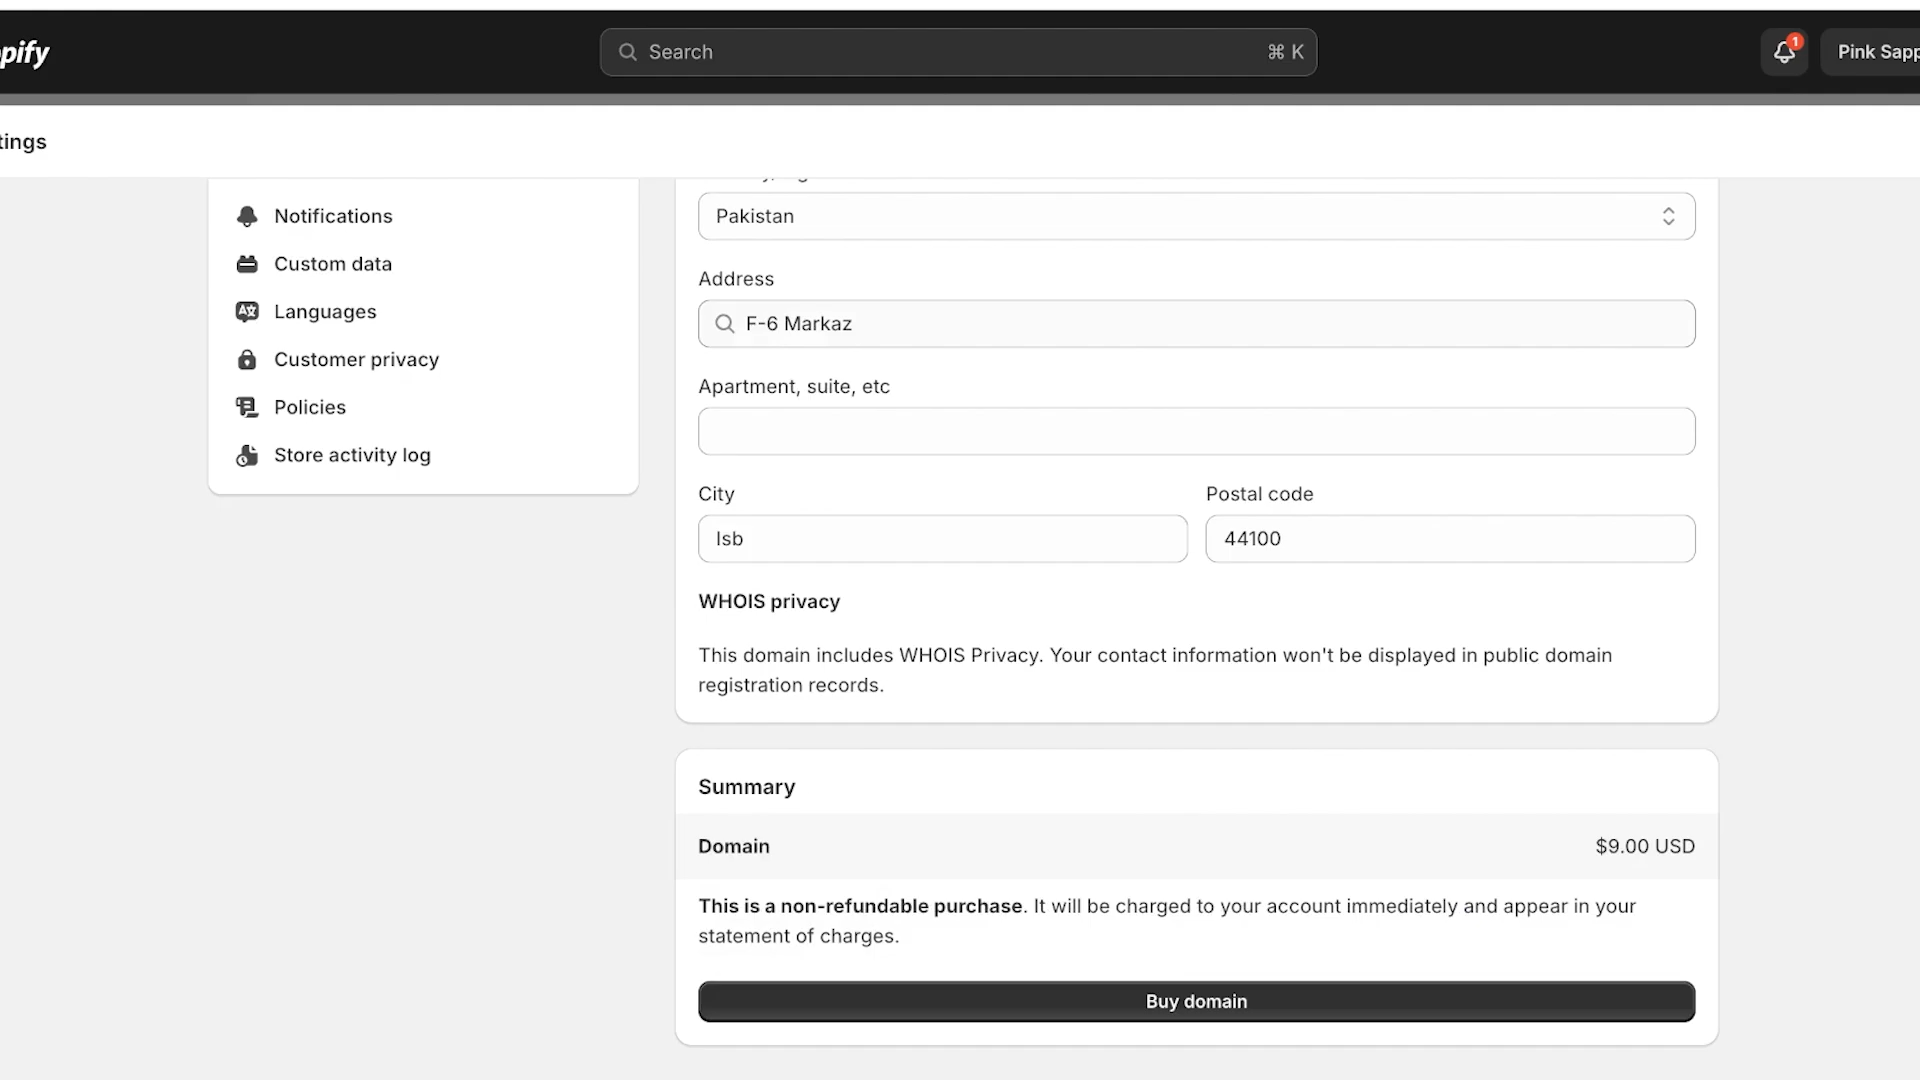 pify
Search
⌘ K
1
Pink Sapp
tings
Notifications
Custom data
Languages
Customer privacy
Policies
Store activity log
Pakistan
Address
F-6 Markaz
Apartment, suite, etc
City
Postal code
Isb
44100
WHOIS privacy
This domain includes WHOIS Privacy. Your contact information won't be displayed in public domain
registration records.
Summary
Domain
$9.00 USD
This is a non-refundable purchase. It will be charged to your account immediately and appear in your
statement of charges.
Buy domain